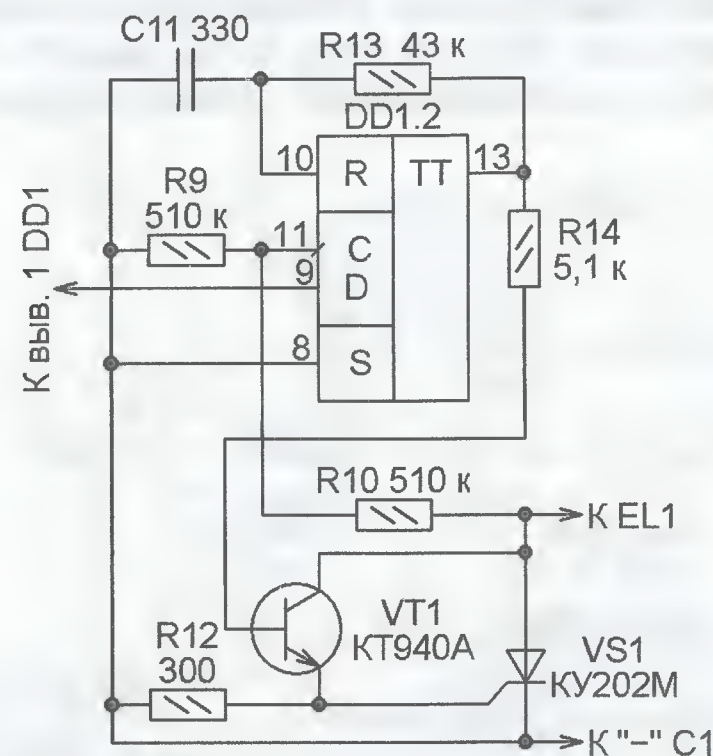 C11 330
R13 43 к
DD1.2
10
R
TT
13
R9
510 к
11
C
9
D
R14
5,1 к
К выв. 1 DD1
8
S
R10 510 к
К EL1
VT1
КТ940А
R12
300
VS1
КУ202М
К "–" C1